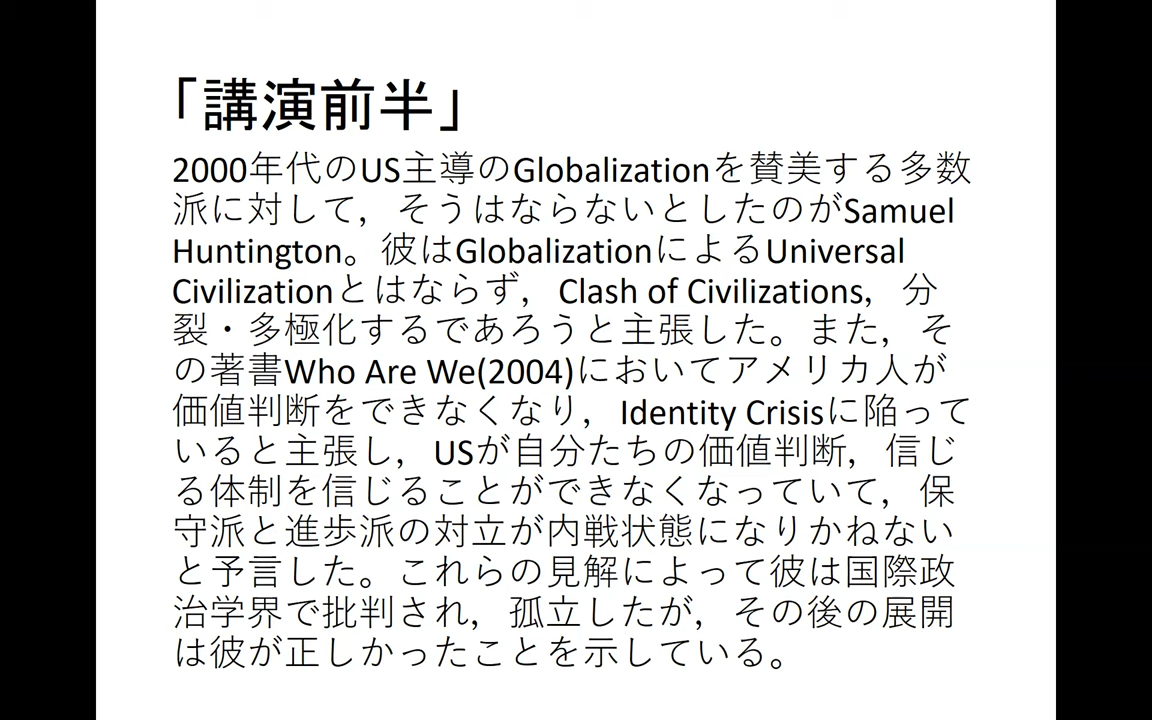 「講演前半」
2000年代のUS主導のGlobalizationを賛美する多数
派に対して，そうはならないとしたのがSamuel
Huntington。彼はGlobalizationによるUniversal
Civilizationとはならず，Clash of Civilizations，分
裂・多極化するであろうと主張した。また，そ
の著書Who Are We(2004)においてアメリカ人が
価値判断をできなくなり，Identity Crisisに陥って
いると主張し，USが自分たちの価値判断，信じ
る体制を信じることができなくなっていて，保
守派と進歩派の対立が内戦状態になりかねない
と予言した。これらの見解によって彼は国際政
治学界で批判され，孤立したが，その後の展開
は彼が正しかったことを示している。